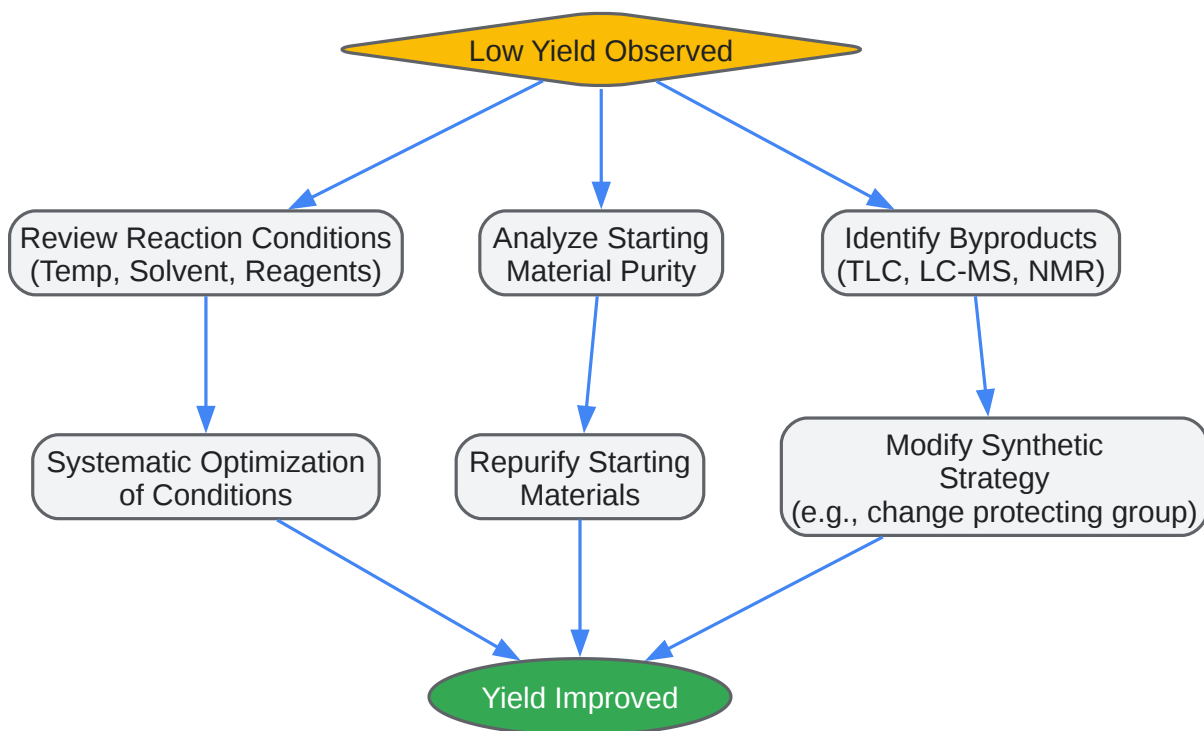 Low Yield Observed
Review Reaction Conditions
(Temp, Solvent, Reagents)
Analyze Starting
Material Purity
Identify Byproducts
(TLC, LC-MS, NMR)
Systematic Optimization
of Conditions
Repurify Starting
Materials
Modify Synthetic
Strategy
(e.g., change protecting group)
Yield Improved